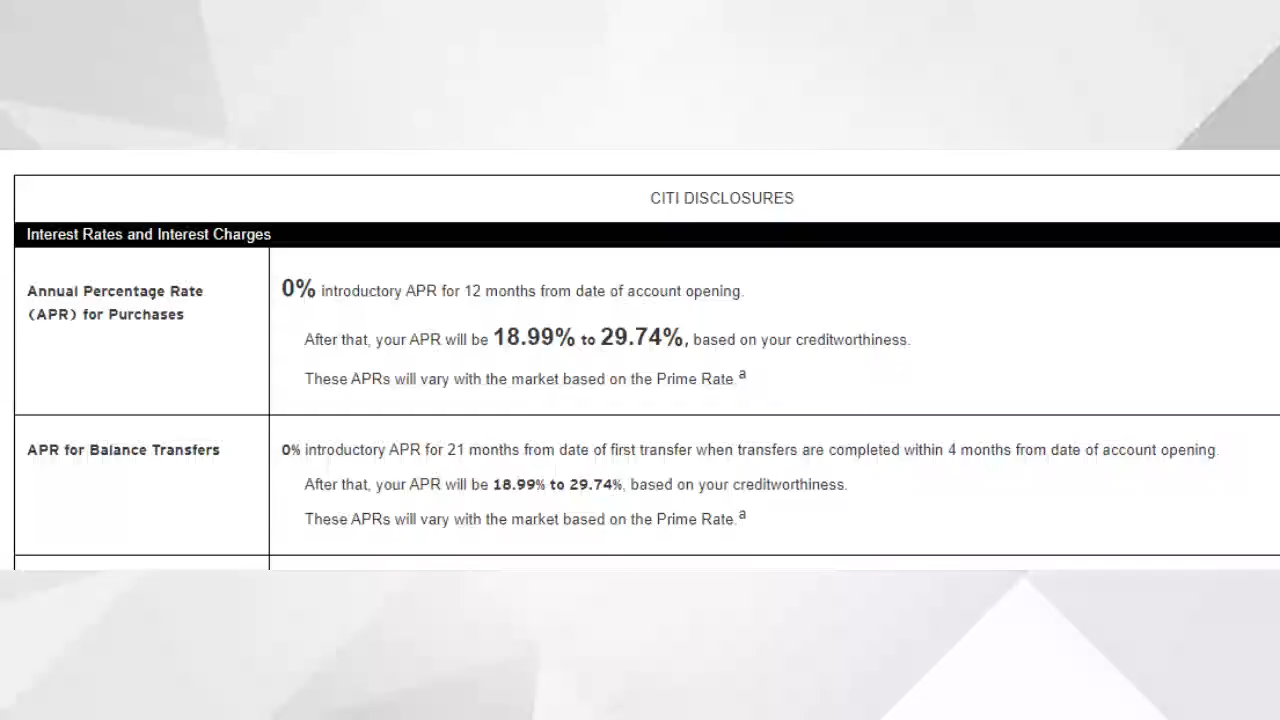 CITI DISCLOSURES
Interest Rates and Interest Charges
Annual Percentage Rate
(APR) for Purchases
0% introductory APR for 12 months from date of account opening.
After that, your APR will be 18.99% to 29.74%, based on your creditworthiness.
These APRs will vary with the market based on the Prime Rate.a
APR for Balance Transfers
0% introductory APR for 21 months from date of first transfer when transfers are completed within 4 months from date of account opening.
After that, your APR will be 18.99% to 29.74%, based on your creditworthiness.
These APRs will vary with the market based on the Prime Rate.a